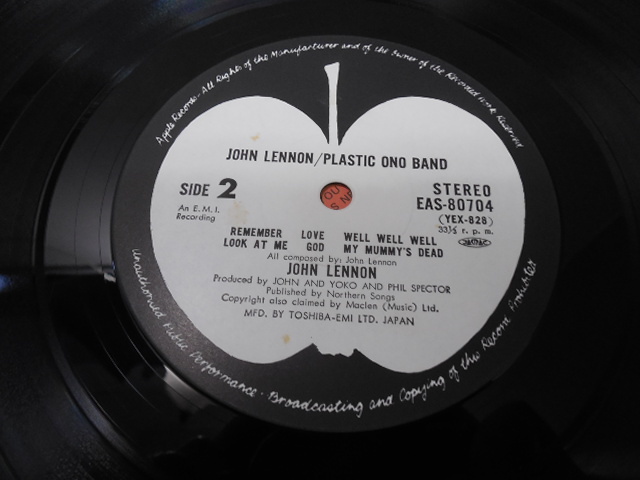 Apple Records · All Rights of the Manufacturer and of the Owner of the Recorded Work Reserved
JOHN LENNON/PLASTIC ONO BAND
SIDE 2
STEREO
EAS-80704
An E.M.I.
Recording
(YEX-828)
33⅓ r. p. m.
REMEMBER LOVE WELL WELL WELL
LOOK AT ME GOD MY MUMMY'S DEAD
All composed by: John Lennon
JOHN LENNON
Produced by JOHN AND YOKO AND PHIL SPECTOR
Published by Northern Songs
Copyright also claimed by Maclen (Music) Ltd.
MFD. BY TOSHIBA-EMI LTD. JAPAN
Unauthorised Public Performance · Broadcasting and Copying of this Record Prohibited